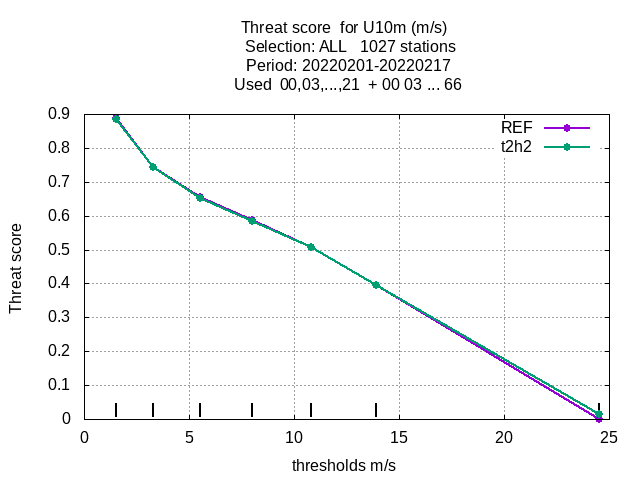 Threat score  for U10m (m/s)
Selection: ALL   1027 stations
Period: 20220201-20220217
Used  00,03,...,21  + 00 03 ... 66
REF
t2h2
0.9
0.8
0.7
0.6
0.5
0.4
0.3
0.2
0.1
0
Threat score
0 5 10 15 20 25
thresholds m/s